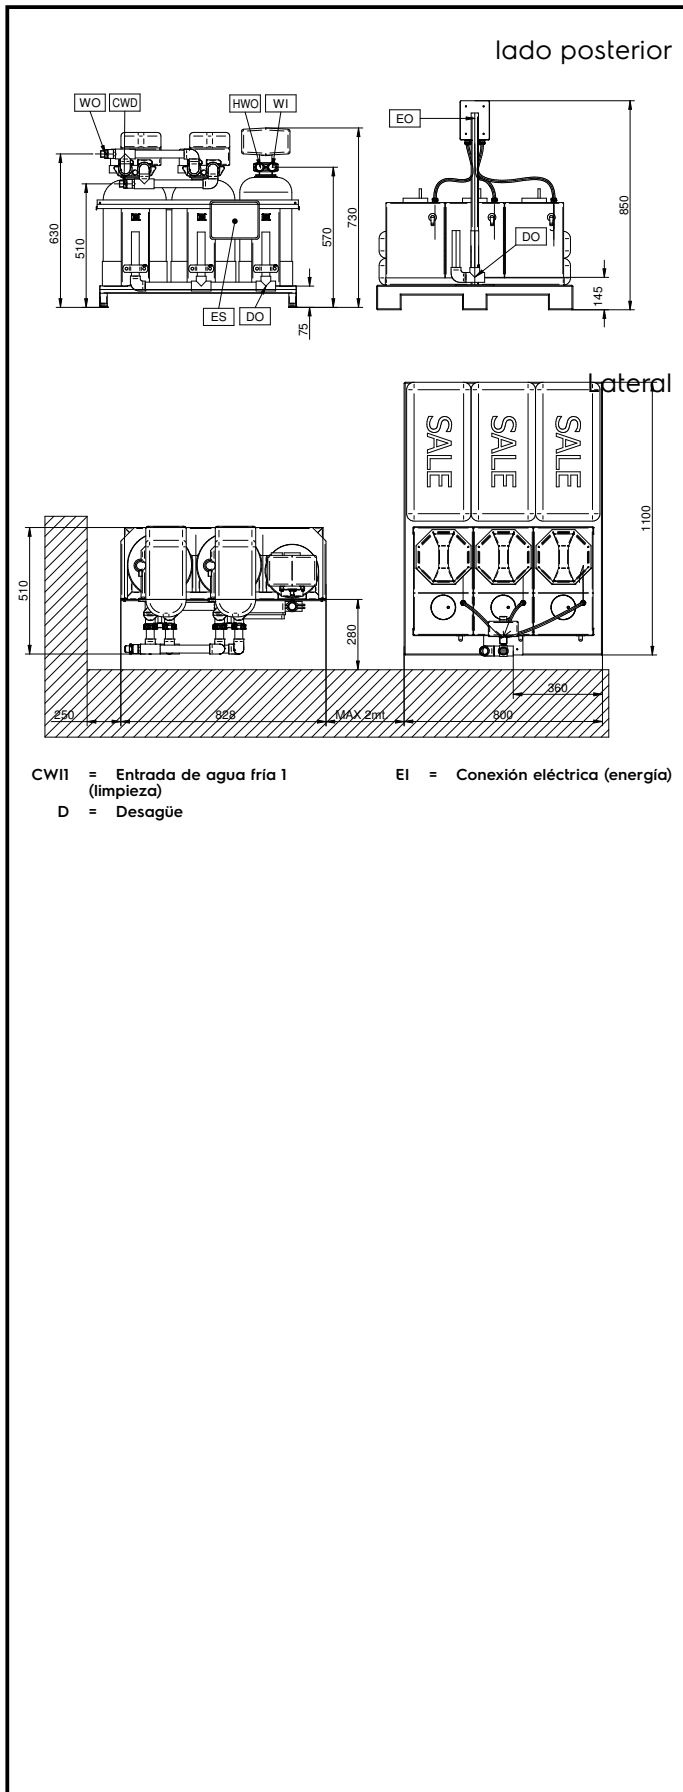 lado posterior
WO CWD HWO WI
EO
630
510
570
730
850
DO
145
ES DO
75
Lateral
SALE SALE SALE
1100
510
280
360
250 828 MAX 2mt. 800
CWI1 = Entrada de agua fría 1
(limpieza)
D = Desagüe
EI = Conexión eléctrica (energía)